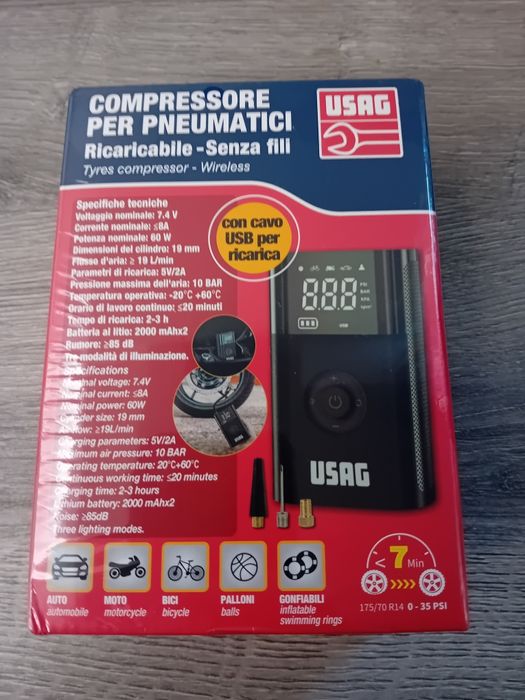 COMPRESSORE
PER PNEUMATICI
Ricaricabile - Senza fili
Tyres compressor - Wireless
USAG
Specifiche tecniche
Voltaggio nominale: 7.4 V
Corrente nominale: ≤8A
Potenza nominale: 60 W
Dimensioni del cilindro: 19 mm
Flusso d'aria: ≥ 19 L/min
Parametri di ricarica: 5V/2A
Pressione massima dell'aria: 10 BAR
Temperatura operativa: -20°C +60°C
Orario di lavoro continuo: ≤20 minuti
Tempo di ricarica: 2-3 h
Batteria al litio: 2000 mAhx2
Rumore: ≥85 dB
Tre modalità di illuminazione.
Specifications
Nominal voltage: 7.4V
Nominal current: ≤8A
Nominal power: 60W
Cylinder size: 19 mm
Air flow: ≥19L/min
Charging parameters: 5V/2A
Maximum air pressure: 10 BAR
Operating temperature: 20°C+60°C
Continuous working time: ≤20 minutes
Charging time: 2-3 hours
Lithium battery: 2000 mAhx2
Noise: ≥85dB
Three lighting modes.
con cavo
USB per
ricarica
888
PSI
BAR
KPA
USB
USAG
AUTO
automobile
MOTO
motorcycle
BICI
bicycle
PALLONI
balls
GONFIABILI
inflatable
swimming rings
< 7 Min
175/70 R14 0 - 35 PSI